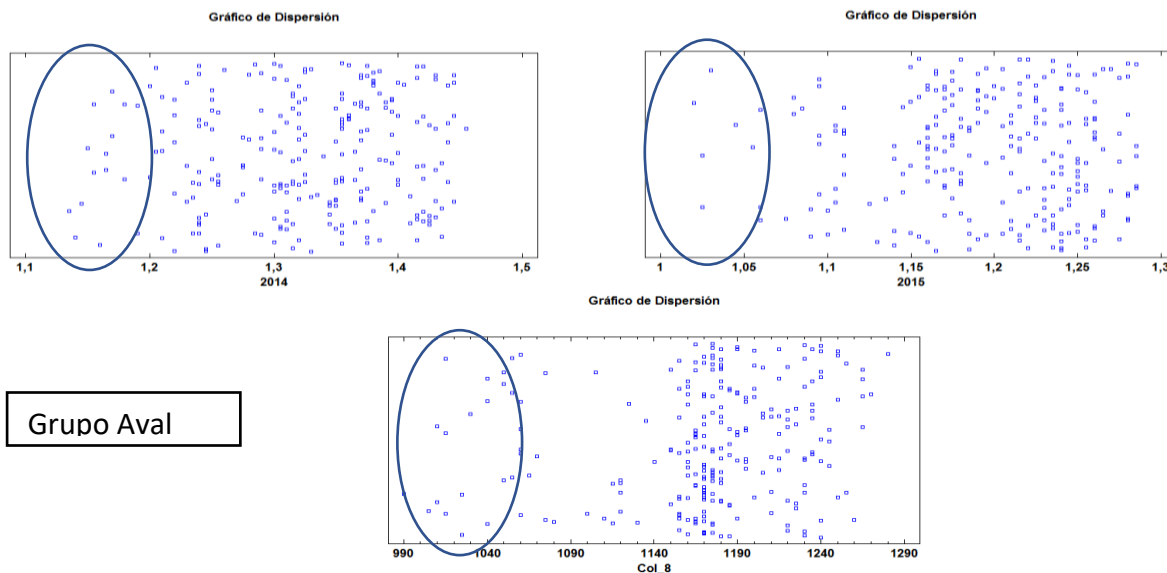 Gráfico de Dispersión
1,1 1,2 1,3 1,4 1,5
2014
Gráfico de Dispersión
1 1,05 1,1 1,15 1,2 1,25 1,3
2015
Gráfico de Dispersión
990 1040 1090 1140 1190 1240 1290
Col_8
Grupo Aval